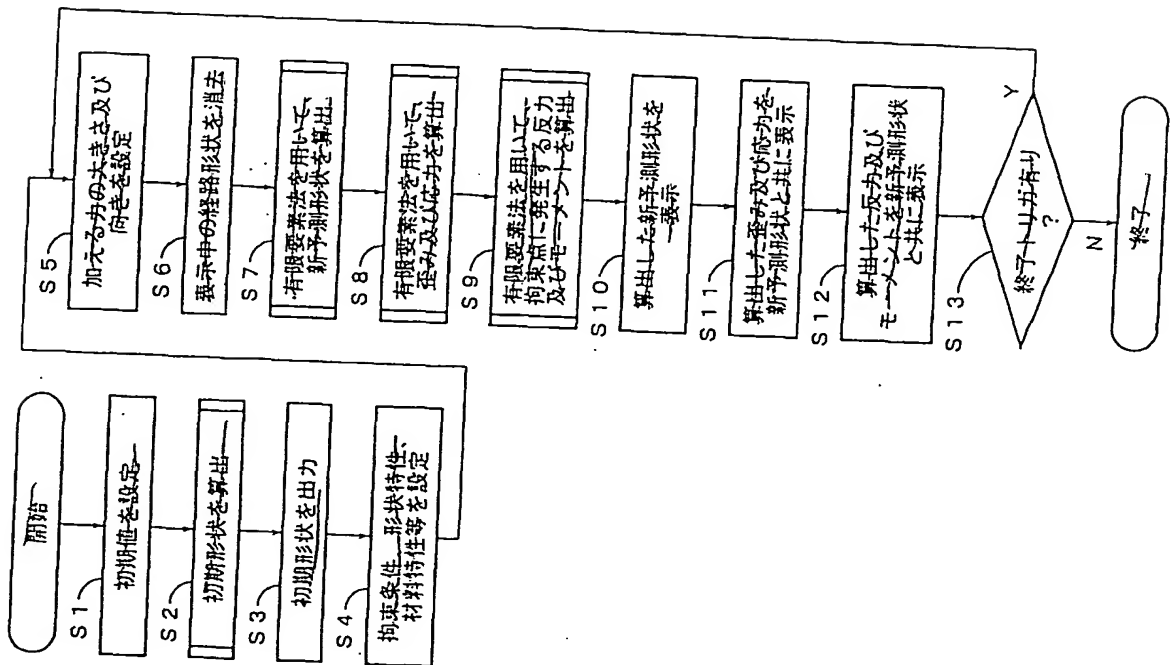 開始
S1
初期値を設定
S2
初期形状を算出
S3
初期形状を出力
S4
拘束条件、形状特性、
材料特性等を設定
S5
加える力の大きさ及び
向きを設定
S6
表示中の経路形状を消去
S7
有限要素法を用いて、
新予測形状を算出
S8
有限要素法を用いて、
歪み及び応力を算出
S9
有限要素法を用いて、
拘束点に発生する反力
及びモーメントを算出
S10
算出した新予測形状を
表示
S11
算出した歪み及び応力を
新予測形状と共に表示
S12
算出した反力及び
モーメントを新予測形状
と共に表示
S13
終了トリガ有り
?
Y
N
終了